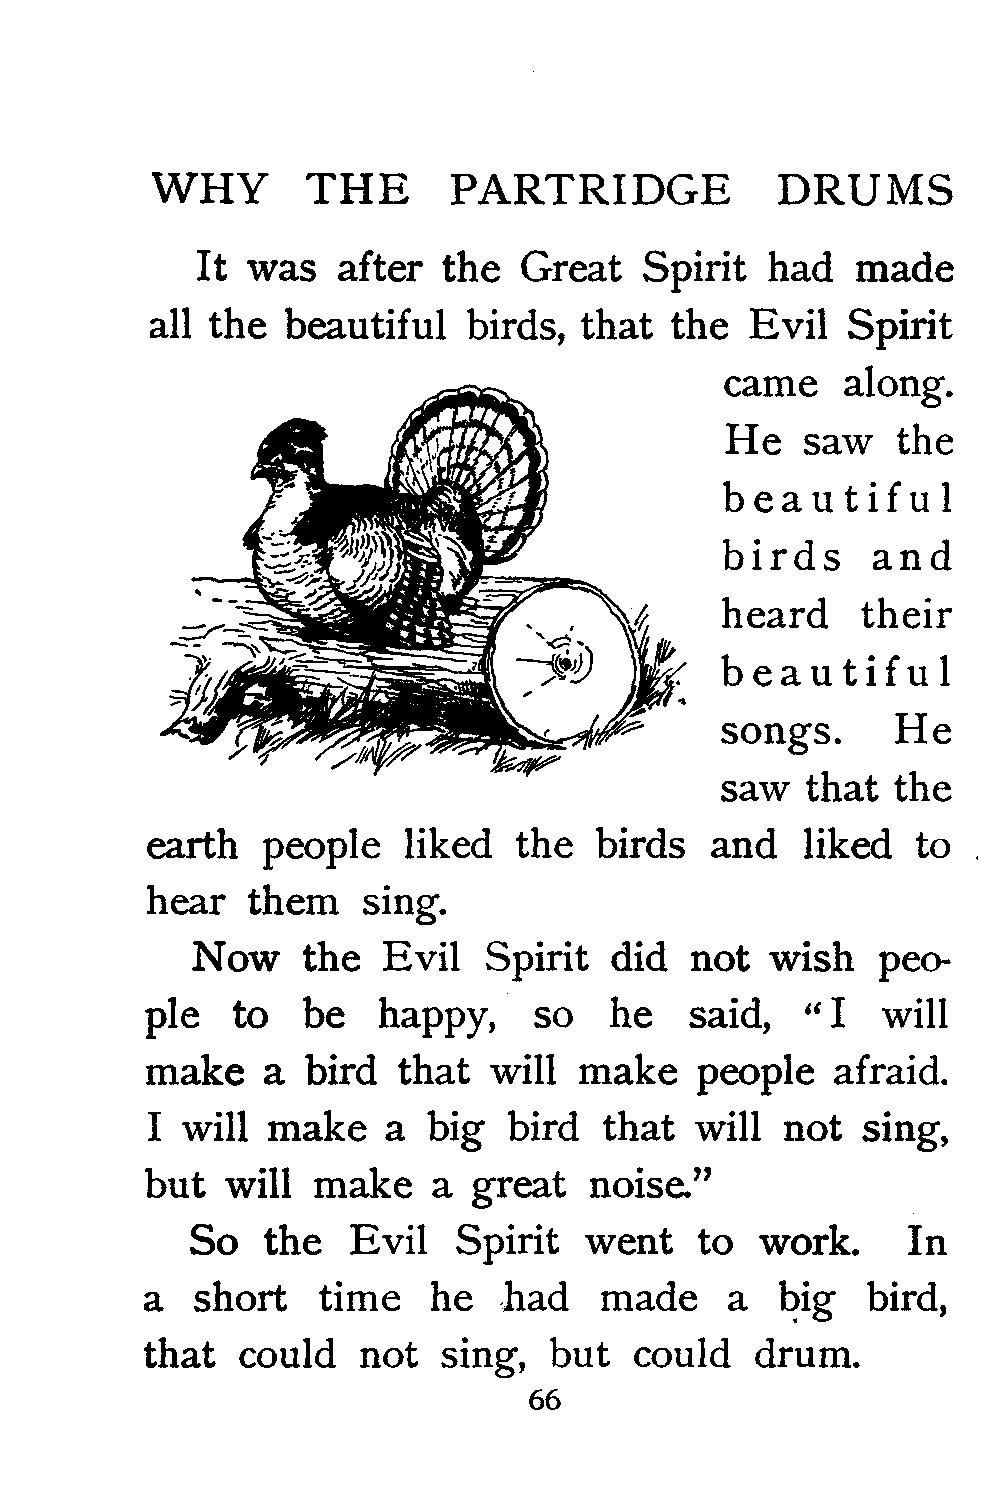 WHY THE PARTRIDGE DRUMS
It was after the Great Spirit had made
all the beautiful birds, that the Evil Spirit
came along.
He saw the
beautiful
birds and
heard their
beautiful
songs. He
saw that the
earth people liked the birds and liked to
hear them sing.
Now the Evil Spirit did not wish peo-
ple to be happy, so he said, “I will
make a bird that will make people afraid.
I will make a big bird that will not sing,
but will make a great noise.”
So the Evil Spirit went to work. In
a short time he had made a big bird,
that could not sing, but could drum.
66